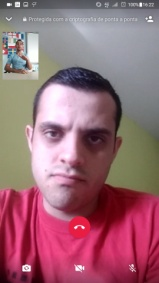 100% 16:22
Protegida com a criptografia de ponta a ponta